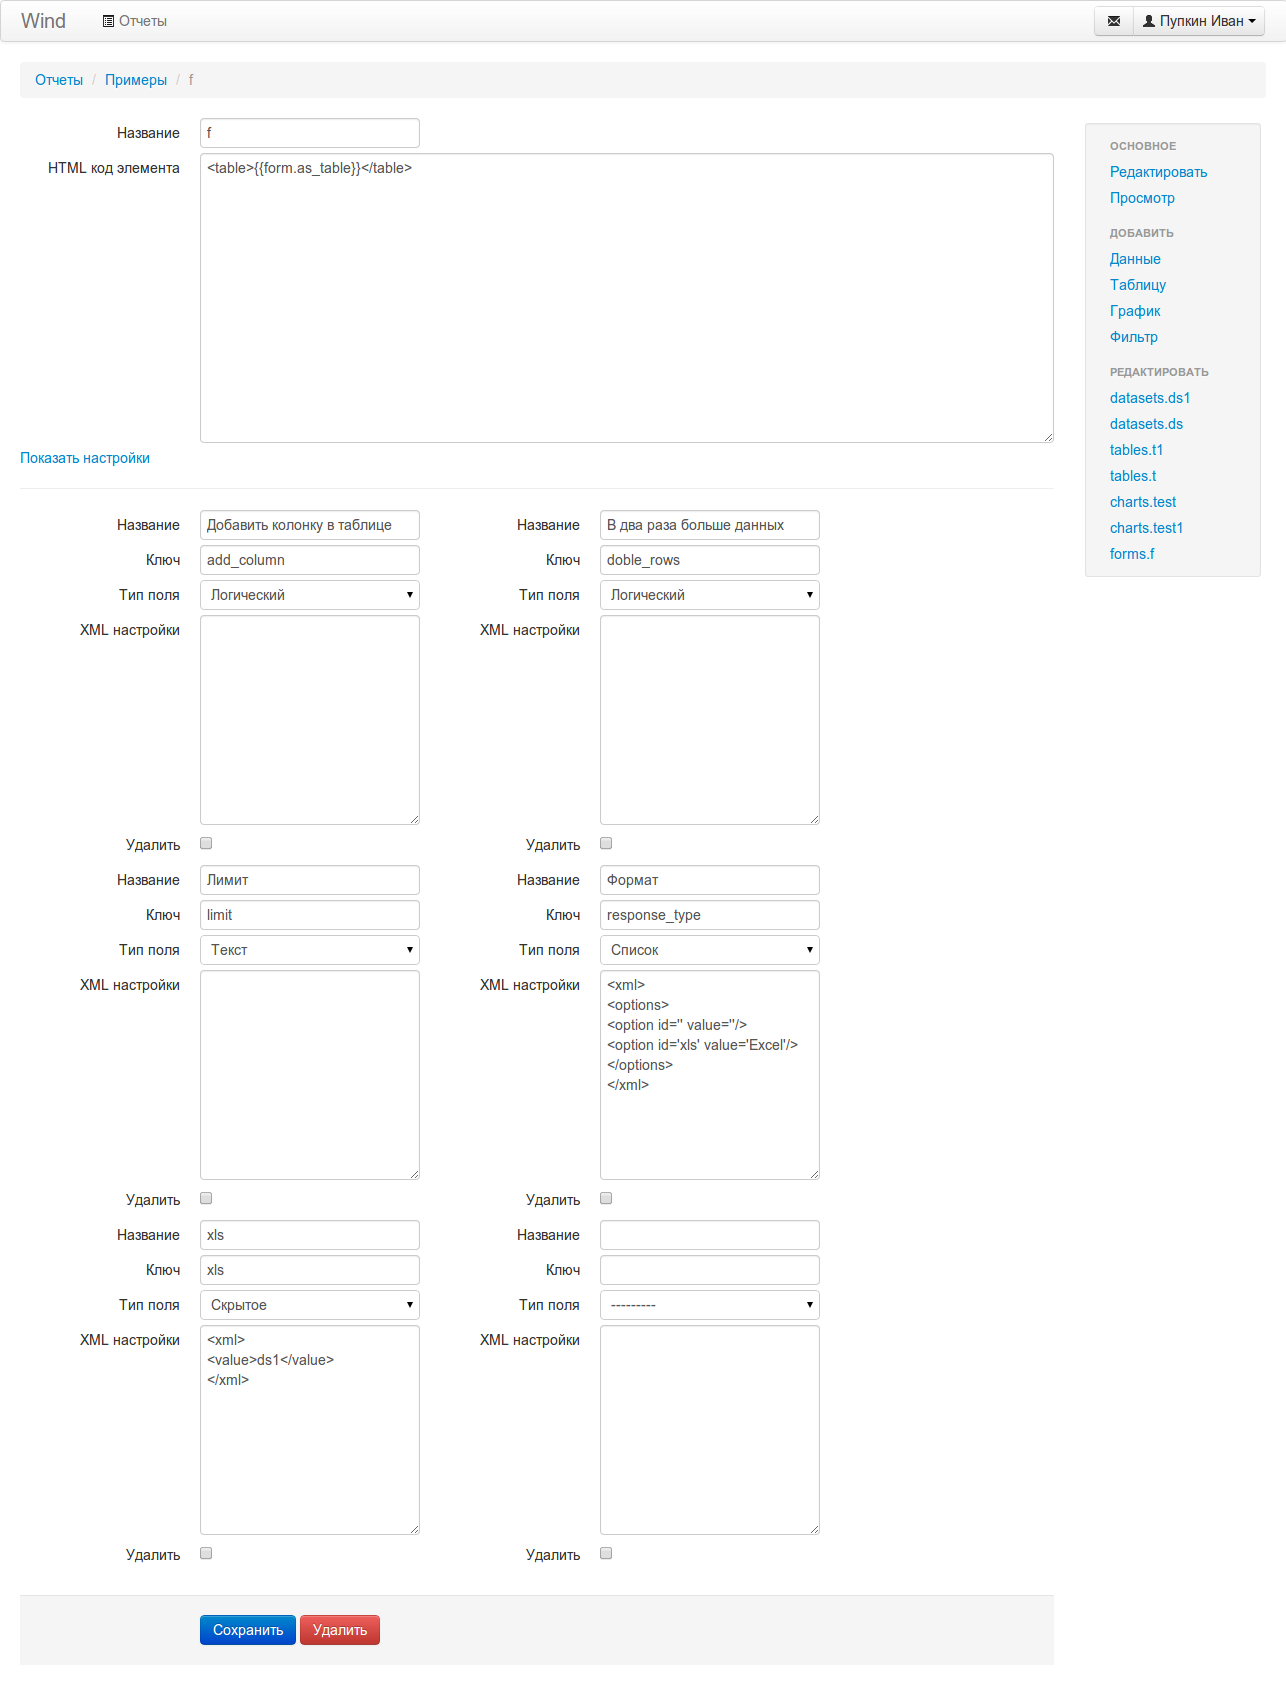 Wind
Отчеты
Пупкин Иван
Отчеты / Примеры / f
Название
f
HTML код элемента
<table>{{form.as_table}}</table>
Показать настройки
ОСНОВНОЕ
Редактировать
Просмотр
ДОБАВИТЬ
Данные
Таблицу
График
Фильтр
РЕДАКТИРОВАТЬ
datasets.ds1
datasets.ds
tables.t1
tables.t
charts.test
charts.test1
forms.f
Название
Добавить колонку в таблице
Ключ
add_column
Тип поля
Логический
XML настройки
Удалить
Название
В два раза больше данных
Ключ
doble_rows
Тип поля
Логический
XML настройки
Удалить
Название
Лимит
Ключ
limit
Тип поля
Текст
XML настройки
Удалить
Название
Формат
Ключ
response_type
Тип поля
Список
XML настройки
<xml>
<options>
<option id='' value=''/>
<option id='xls' value='Excel'/>
</options>
</xml>
Удалить
Название
xls
Ключ
xls
Тип поля
Скрытое
XML настройки
<xml>
<value>ds1</value>
</xml>
Удалить
Название
Ключ
Тип поля
---------
XML настройки
Удалить
Сохранить
Удалить